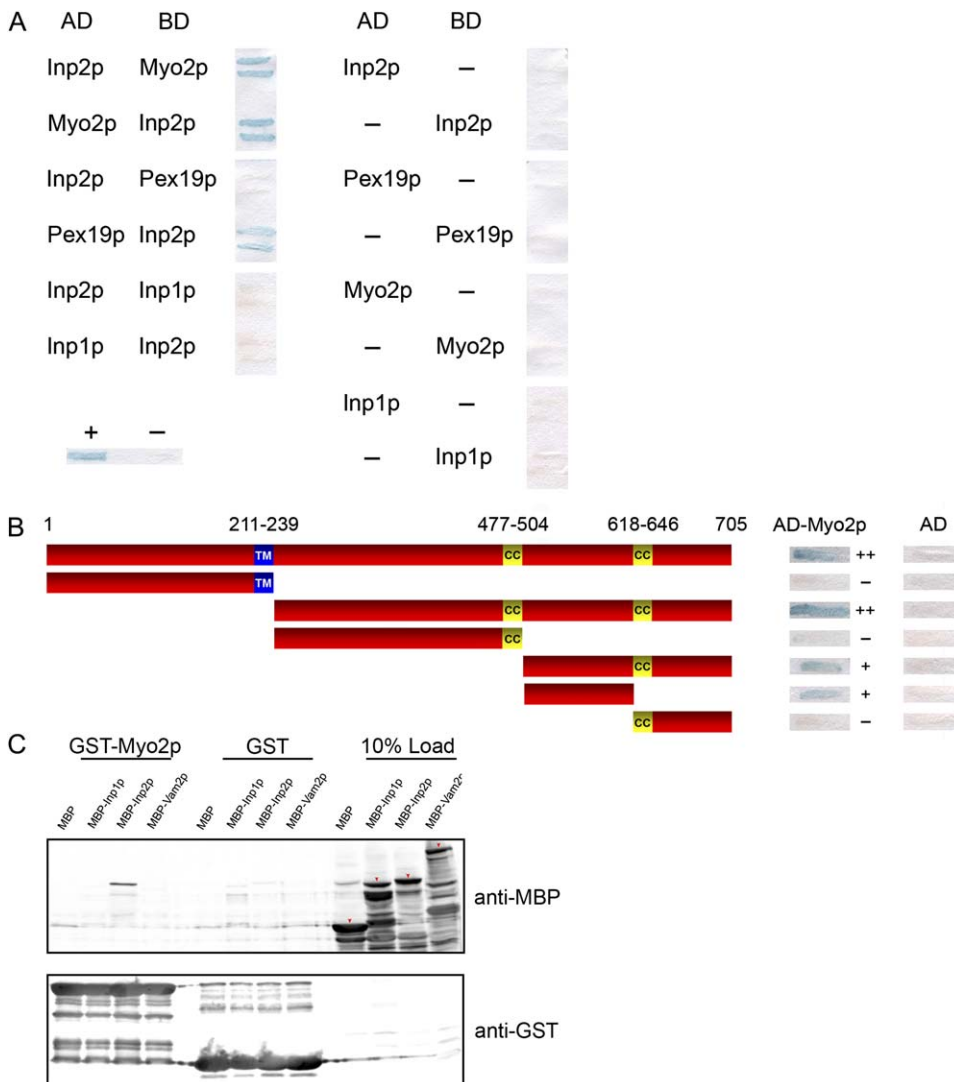 A
AD BD AD BD
Inp2p Myo2p Inp2p –
Myo2p Inp2p – Inp2p
Inp2p Pex19p Pex19p –
Pex19p Inp2p – Pex19p
Inp2p Inp1p Myo2p –
Inp1p Inp2p – Myo2p
Inp1p –
+ –
– Inp1p
B
1 211-239 477-504 618-646 705 AD-Myo2p AD
TM CC CC ++
TM –
CC CC ++
CC –
CC +
+
CC –
C
GST-Myo2p GST 10% Load
MBP MBP-Inp1p MBP-Inp2p MBP-Vam2p MBP MBP-Inp1p MBP-Inp2p MBP-Vam2p MBP MBP-Inp1p MBP-Inp2p MBP-Vam2p
anti-MBP
anti-GST